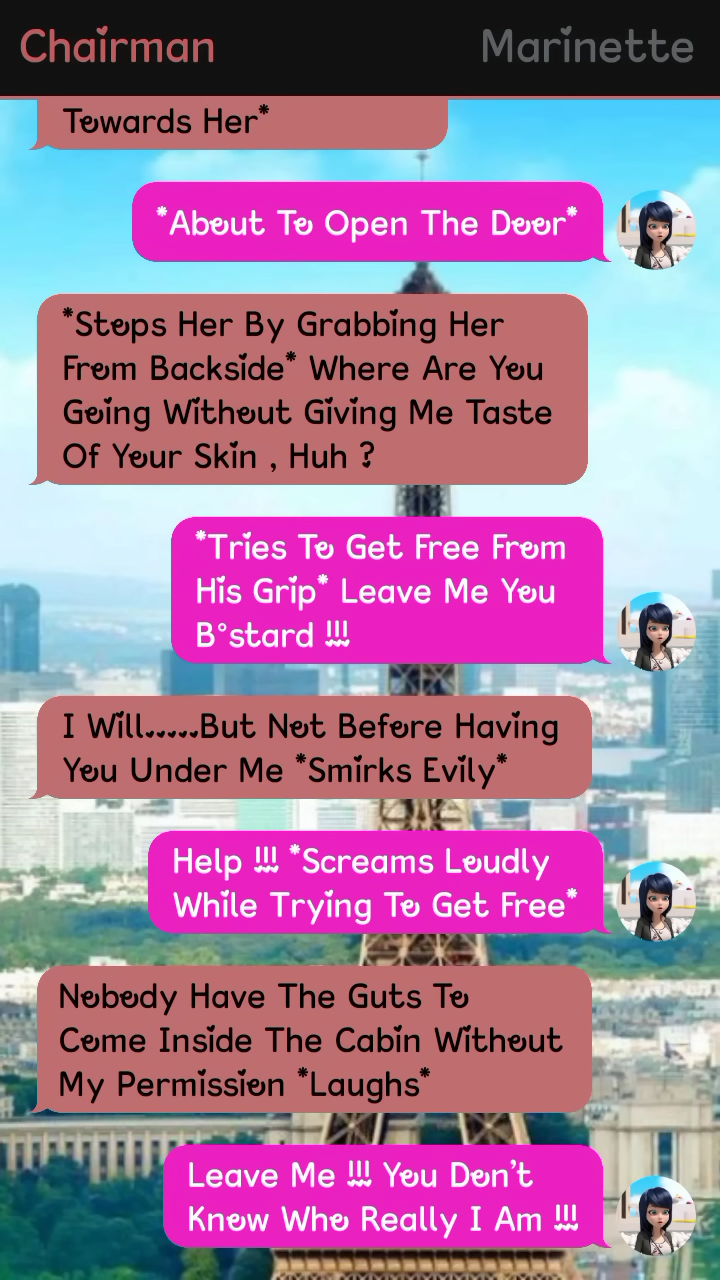 Chairman
Marinette
Towards Her*
*About To Open The Door*
*Stops Her By Grabbing Her
From Backside* Where Are You
Going Without Giving Me Taste
Of Your Skin , Huh ?
*Tries To Get Free From
His Grip* Leave Me You
B°stard !!!
I Will.....But Not Before Having
You Under Me *Smirks Evily*
Help !!! *Screams Loudly
While Trying To Get Free*
Nobody Have The Guts To
Come Inside The Cabin Without
My Permission *Laughs*
Leave Me !!! You Don't
Know Who Really I Am !!!